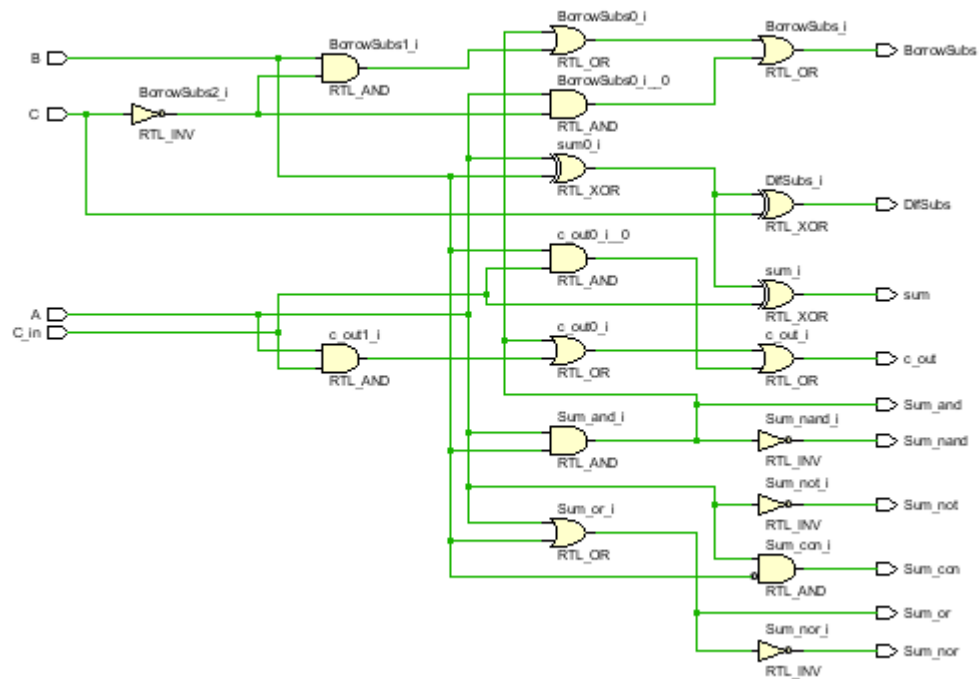 BorrowSubs0_i
BorrowSubs_i
B
BorrowSubs1_i
BorrowSubs
RTL_OR
RTL_OR
BorrowSubs0_i__0
RTL_AND
BorrowSubs2_i
C
RTL_INV
RTL_AND
sum0_i
RTL_XOR
DifSubs_i
DifSubs
RTL_XOR
c_out0_i__0
RTL_AND
sum_i
sum
RTL_XOR
A
C_in
c_out1_i
c_out0_i
c_out_i
c_out
RTL_AND
RTL_OR
RTL_OR
Sum_and
Sum_and_i
Sum_nand_i
Sum_nand
RTL_AND
RTL_INV
Sum_not_i
Sum_not
RTL_INV
Sum_or_i
RTL_OR
Sum_con_i
Sum_con
RTL_AND
Sum_or
Sum_nor_i
Sum_nor
RTL_INV